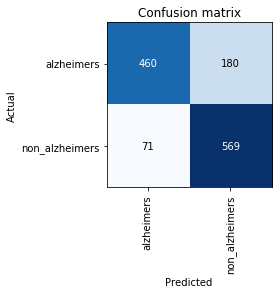 Confusion matrix
Actual
alzheimers
460 180
non_alzheimers
71 569
alzheimers
non_alzheimers
Predicted